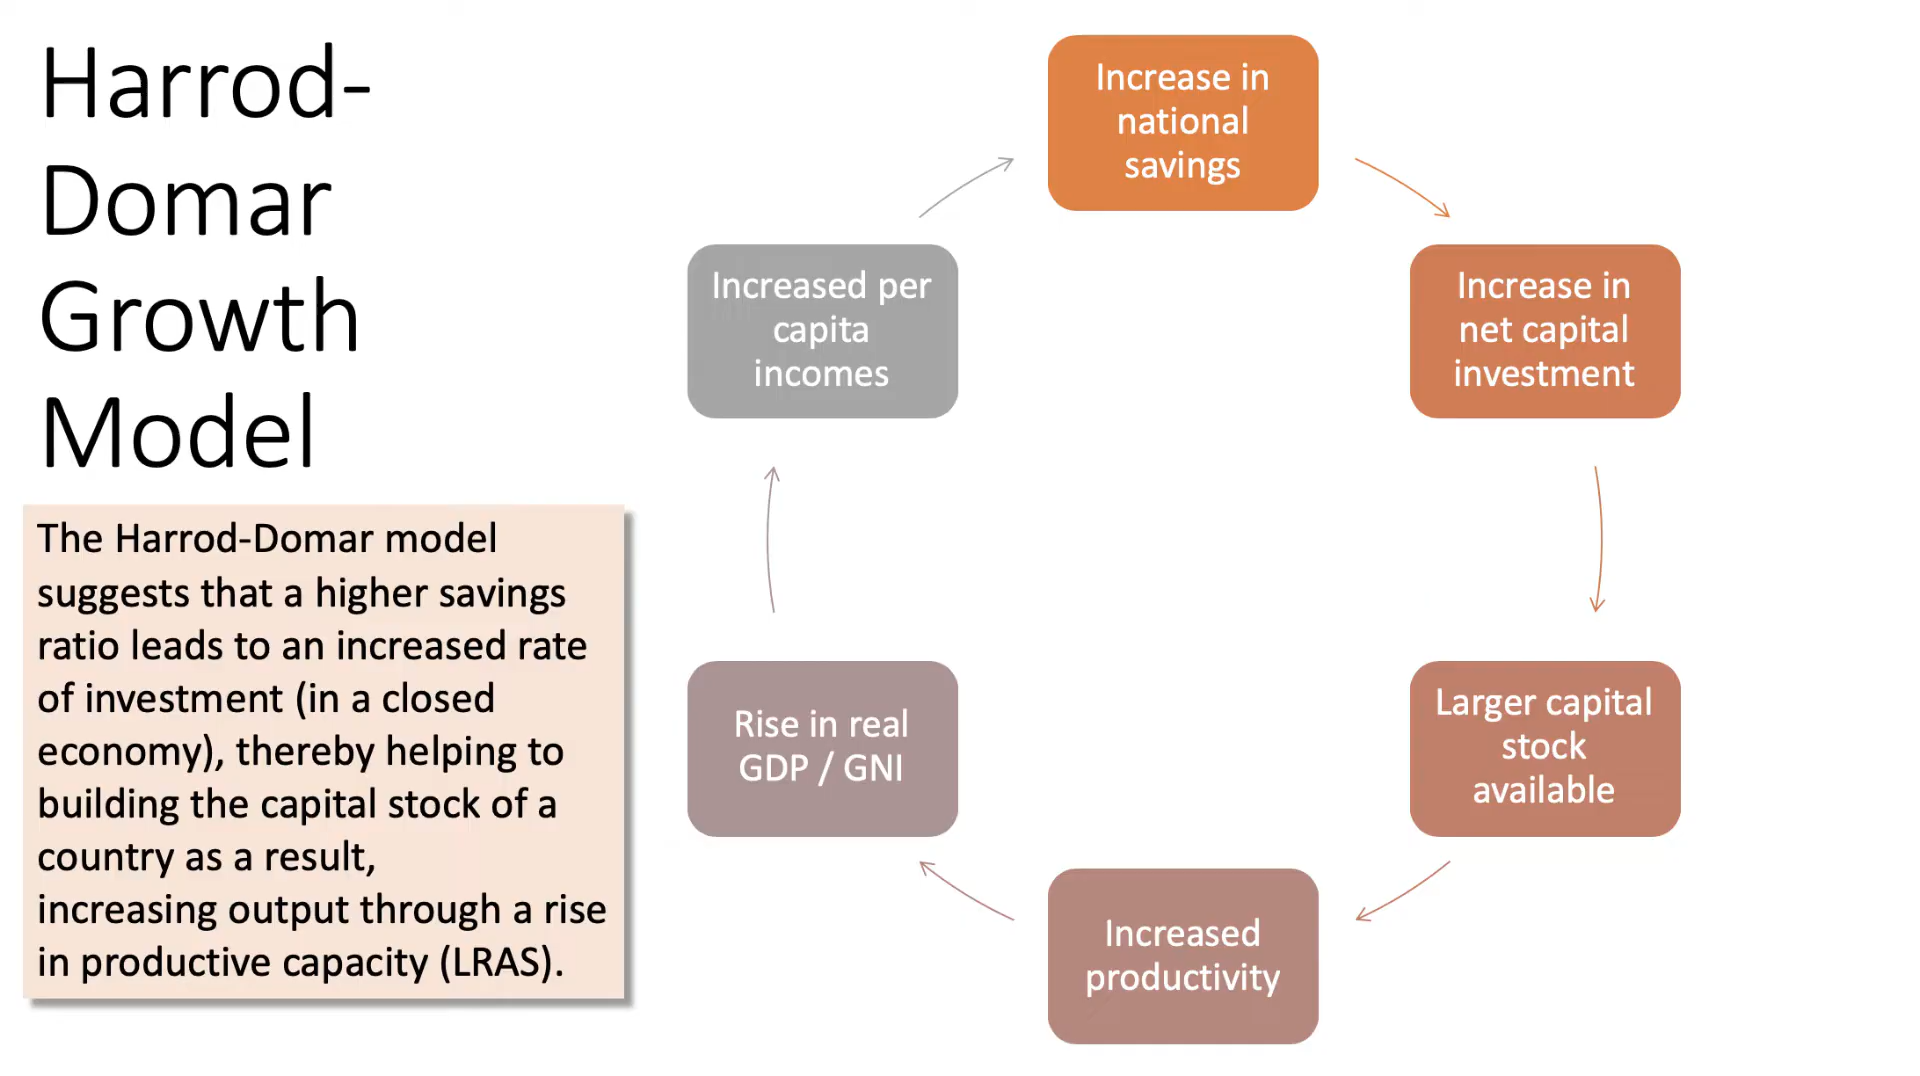 Harrod-
Domar
Growth
Model
The Harrod-Domar model
suggests that a higher savings
ratio leads to an increased rate
of investment (in a closed
economy), thereby helping to
building the capital stock of a
country as a result,
increasing output through a rise
in productive capacity (LRAS).
Increase in
national
savings
Increase in
net capital
investment
Larger capital
stock
available
Increased
productivity
Rise in real
GDP / GNI
Increased per
capita
incomes